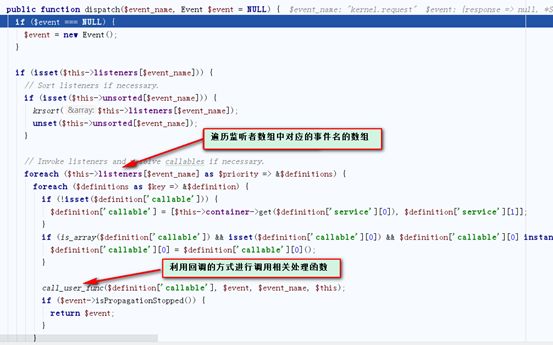 public function dispatch($event_name, Event $event = NULL) { $event_name: "kernel.request" $event: {response => null, *S
if ($event === NULL) {
$event = new Event();
}
if (isset($this->listeners[$event_name])) {
// Sort listeners if necessary.
if (isset($this->unsorted[$event_name])) {
krsort( &array: $this->listeners[$event_name]);
unset($this->unsorted[$event_name]);
}
遍历监听者数组中对应的事件名的数组
// Invoke listeners and resolve callables if necessary.
foreach ($this->listeners[$event_name] as $priority => &$definitions) {
foreach ($definitions as $key => &$definition) {
if (!isset($definition['callable'])) {
$definition['callable'] = [$this->container->get($definition['service'][0]), $definition['service'][1]];
}
if (is_array($definition['callable']) && isset($definition['callable'][0]) && $definition['callable'][0] instan
$definition['callable'][0] = $definition['callable'][0]();
}
利用回调的方式进行调用相关处理函数
call_user_func($definition['callable'], $event, $event_name, $this);
if ($event->isPropagationStopped()) {
return $event;
}
}